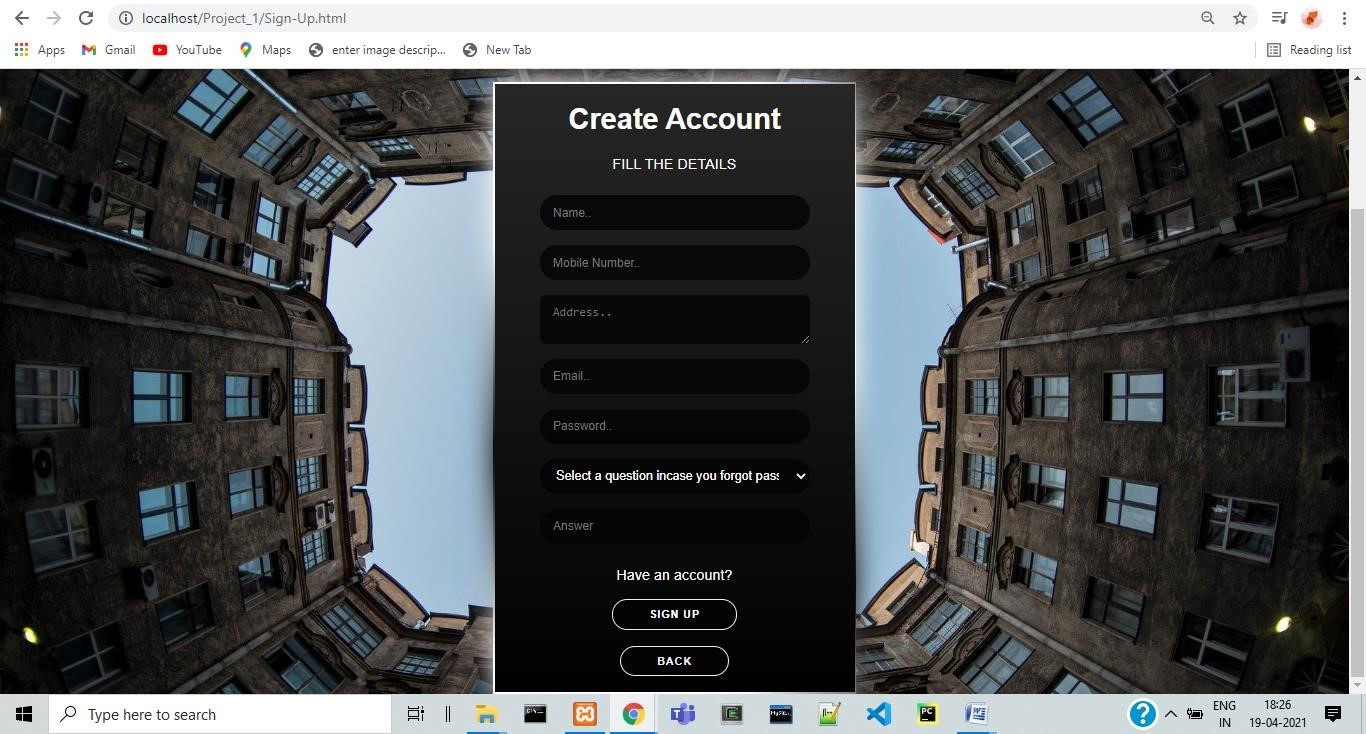 localhost/Project_1/Sign-Up.html
Apps Gmail YouTube Maps enter image descrip... New Tab Reading list
Create Account
FILL THE DETAILS
Name..
Mobile Number..
Address..
Email..
Password..
Select a question incase you forgot pass
Answer
Have an account?
SIGN UP
BACK
Type here to search
ENG
IN
18:26
19-04-2021